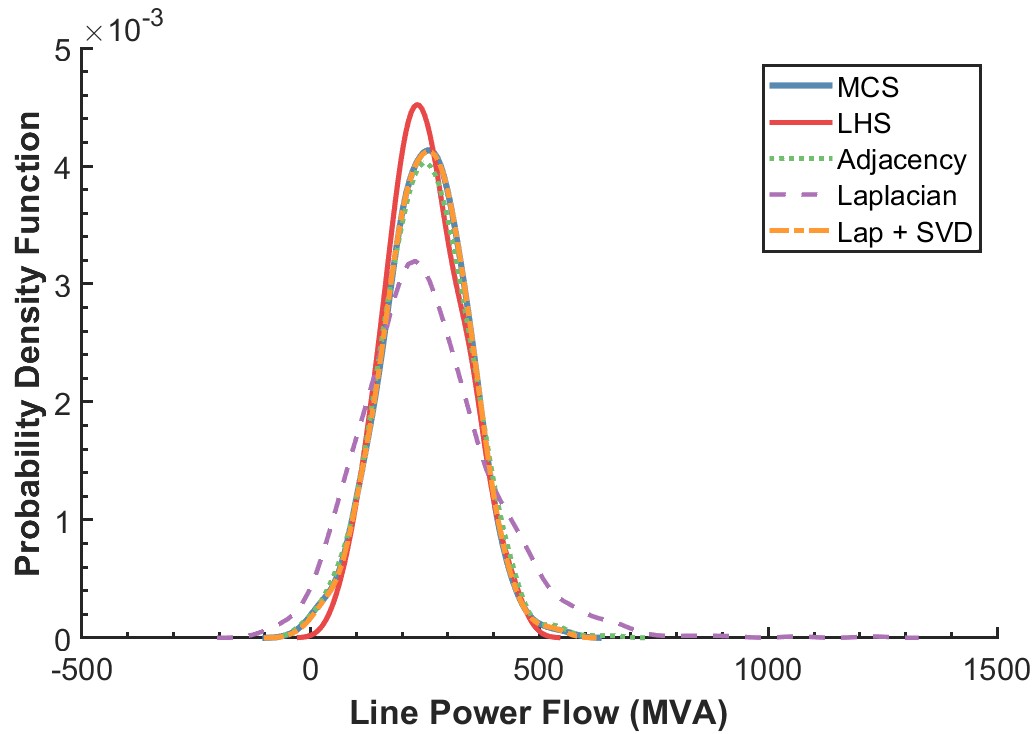 ×10-3
5
4
3
2
1
0
-500
0
500
1000
1500
Probability Density Function
Line Power Flow (MVA)
MCS
LHS
Adjacency
Laplacian
Lap + SVD